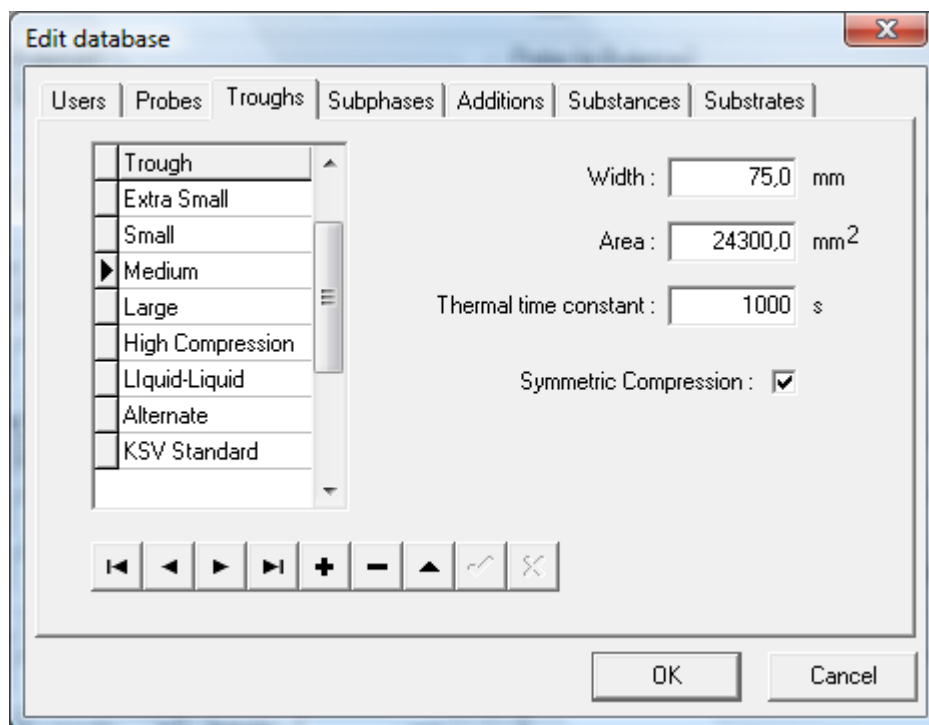 Edit database
Users Probes Troughs Subphases Additions Substances Substrates
Trough
Extra Small
Small
Medium
Large
High Compression
LIquid-Liquid
Alternate
KSV Standard
Width : 75,0 mm
Area : 24300,0 mm2
Thermal time constant : 1000 s
Symmetric Compression :
OK Cancel